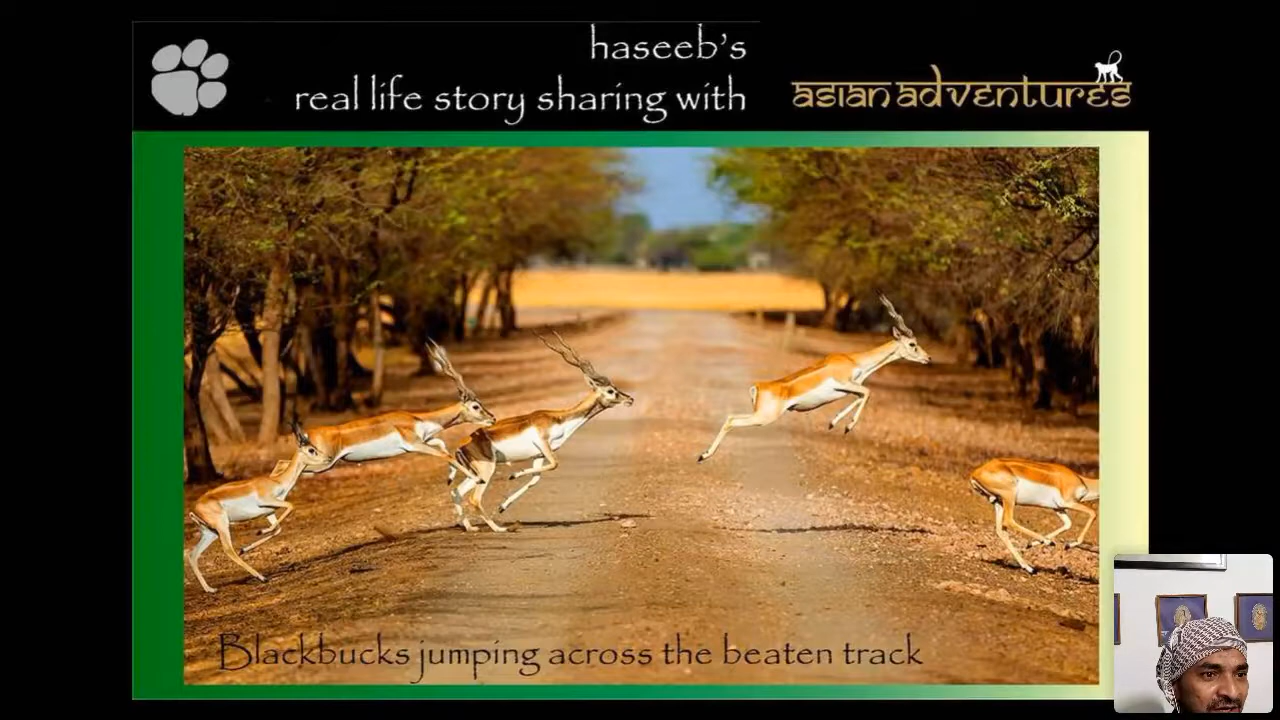 haseeb's
real life story sharing with
asian adventures
Blackbucks jumping across the beaten track